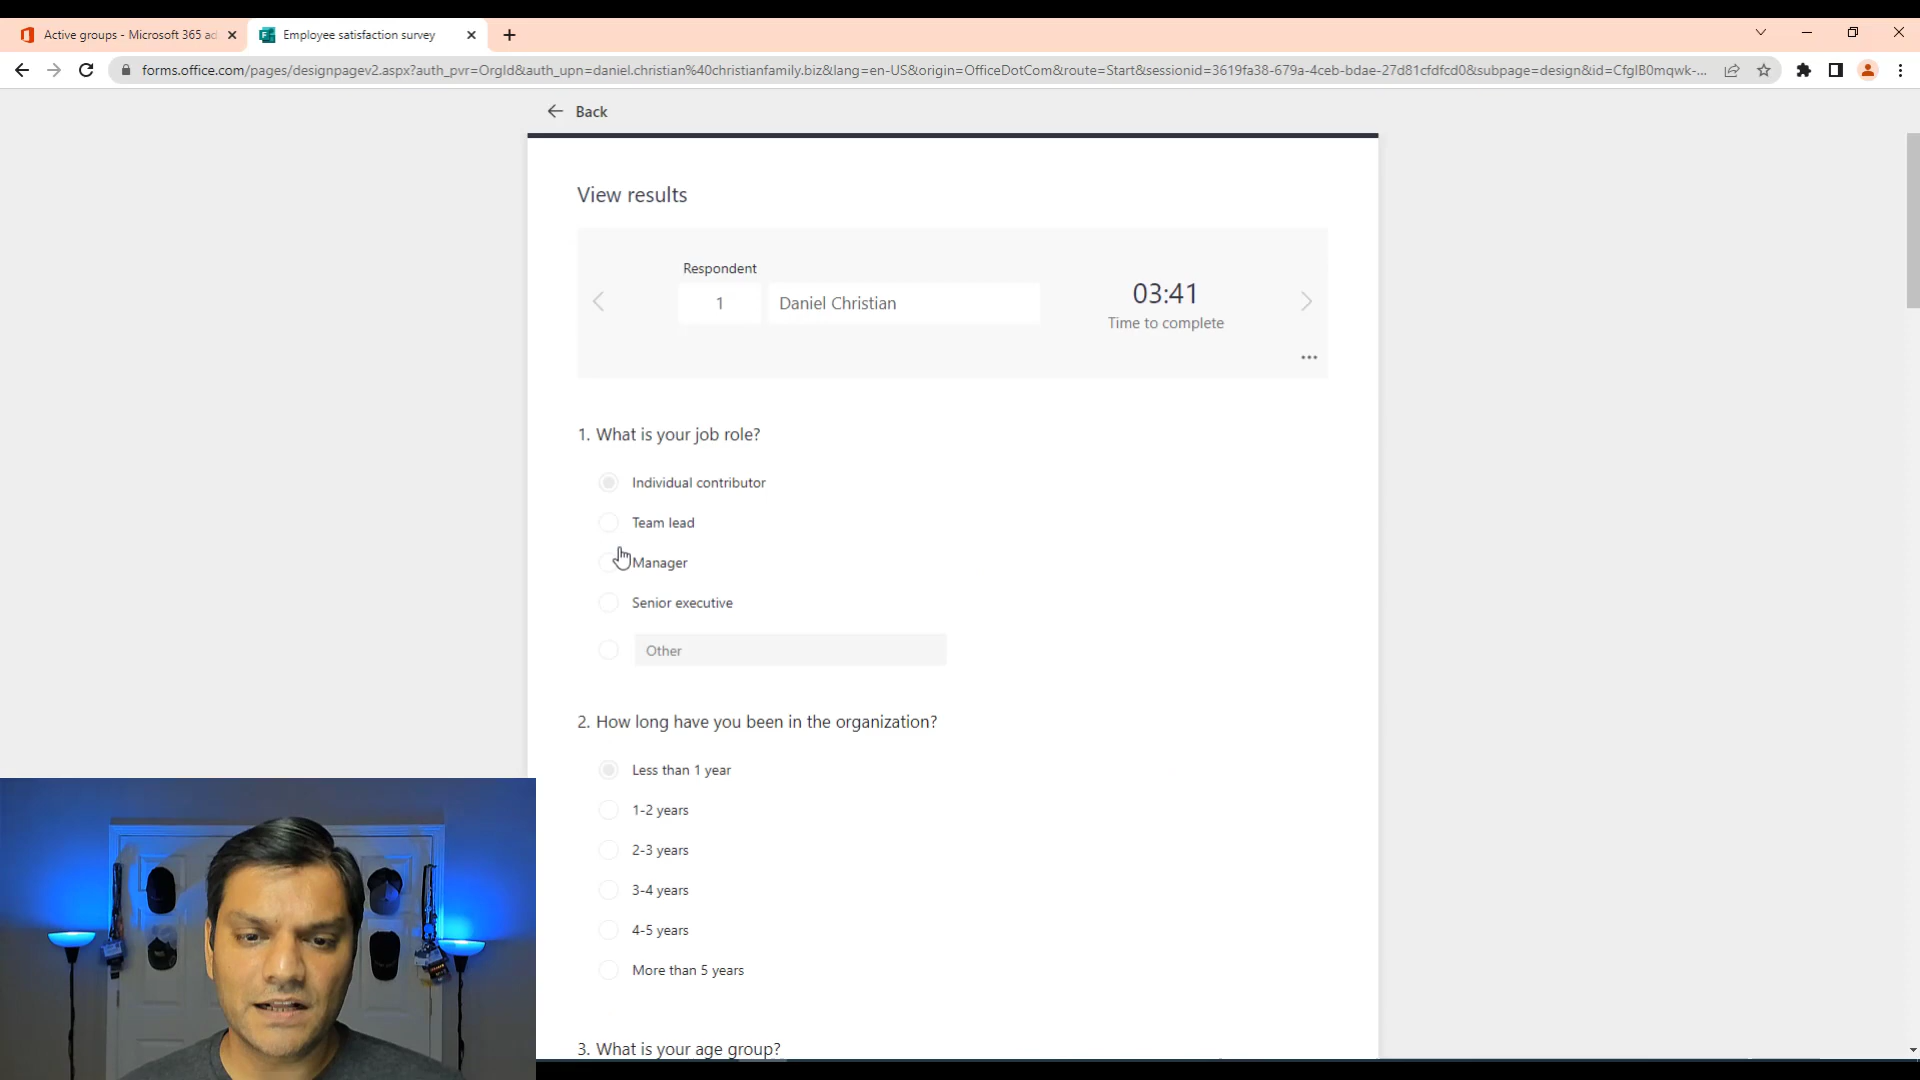 Active groups - Microsoft 365 ad
Employee satisfaction survey
forms.office.com/pages/designpagev2.aspx?auth_pvr=OrgId&auth_upn=daniel.christian%40christianfamily.biz&lang=en-US&origin=OfficeDotCom&route=Start&sessionid=3619fa38-679a-4ceb-bdae-27d81cfdfcd0&subpage=design&id=CfgIB0mqwk-...
Back
View results
Respondent
1
Daniel Christian
03:41
Time to complete
1. What is your job role?
Individual contributor
Team lead
Manager
Senior executive
Other
2. How long have you been in the organization?
Less than 1 year
1-2 years
2-3 years
3-4 years
4-5 years
More than 5 years
3. What is your age group?